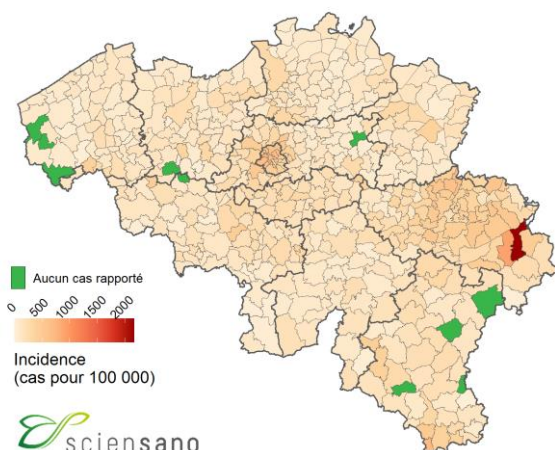 Aucun cas rapporté
0 500 1000 1500 2000
Incidence
(cas pour 100 000)
sciensano